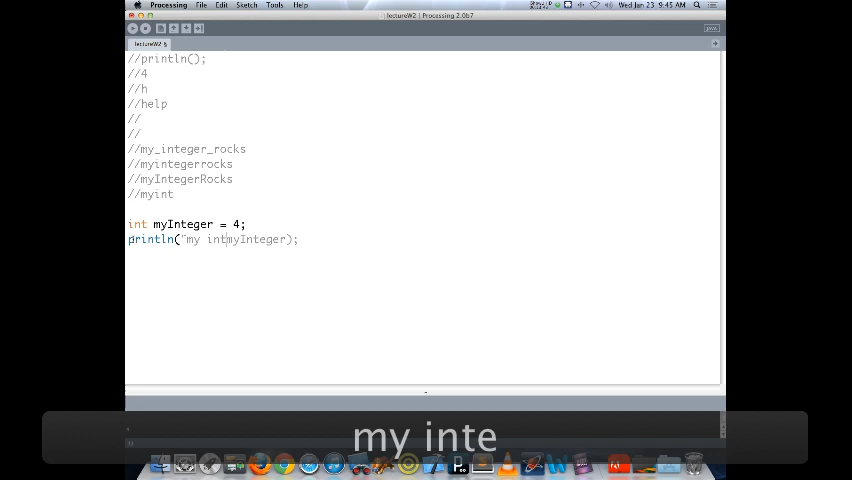 Processing File Edit Sketch Tools Help
Wed Jan 23 9:45 AM
lectureW2 | Processing 2.0b7
JAVA
lectureW2 §
//println();
//4
//h
//help
//
//
//my_integer_rocks
//myintegerrocks
//myIntegerRocks
//myint
int myInteger = 4;
println("my intmyInteger);
my inte